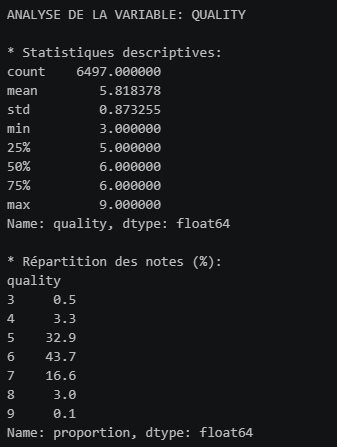 ANALYSE DE LA VARIABLE: QUALITY
* Statistiques descriptives:
count    6497.000000
mean        5.818378
std         0.873255
min         3.000000
25%         5.000000
50%         6.000000
75%         6.000000
max         9.000000
Name: quality, dtype: float64
* Répartition des notes (%):
quality
3     0.5
4     3.3
5    32.9
6    43.7
7    16.6
8     3.0
9     0.1
Name: proportion, dtype: float64